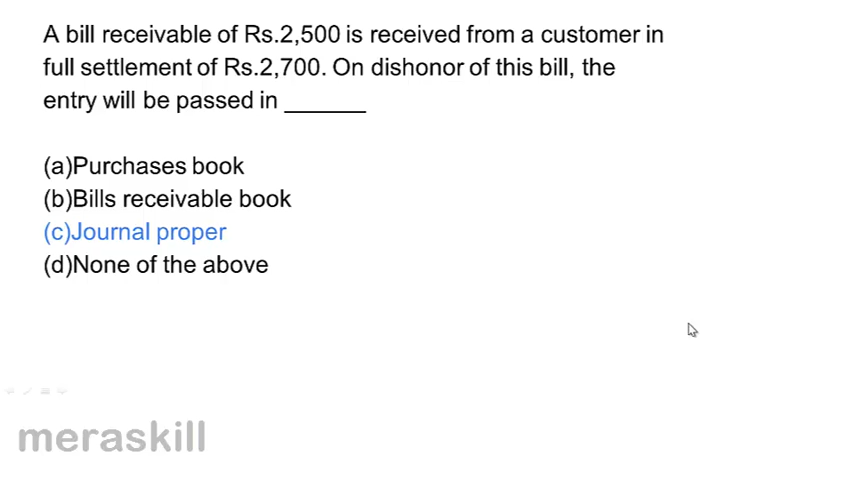 A bill receivable of Rs.2,500 is received from a customer in
full settlement of Rs.2,700. On dishonor of this bill, the
entry will be passed in ______
(a)Purchases book
(b)Bills receivable book
(c)Journal proper
(d)None of the above
meraskill